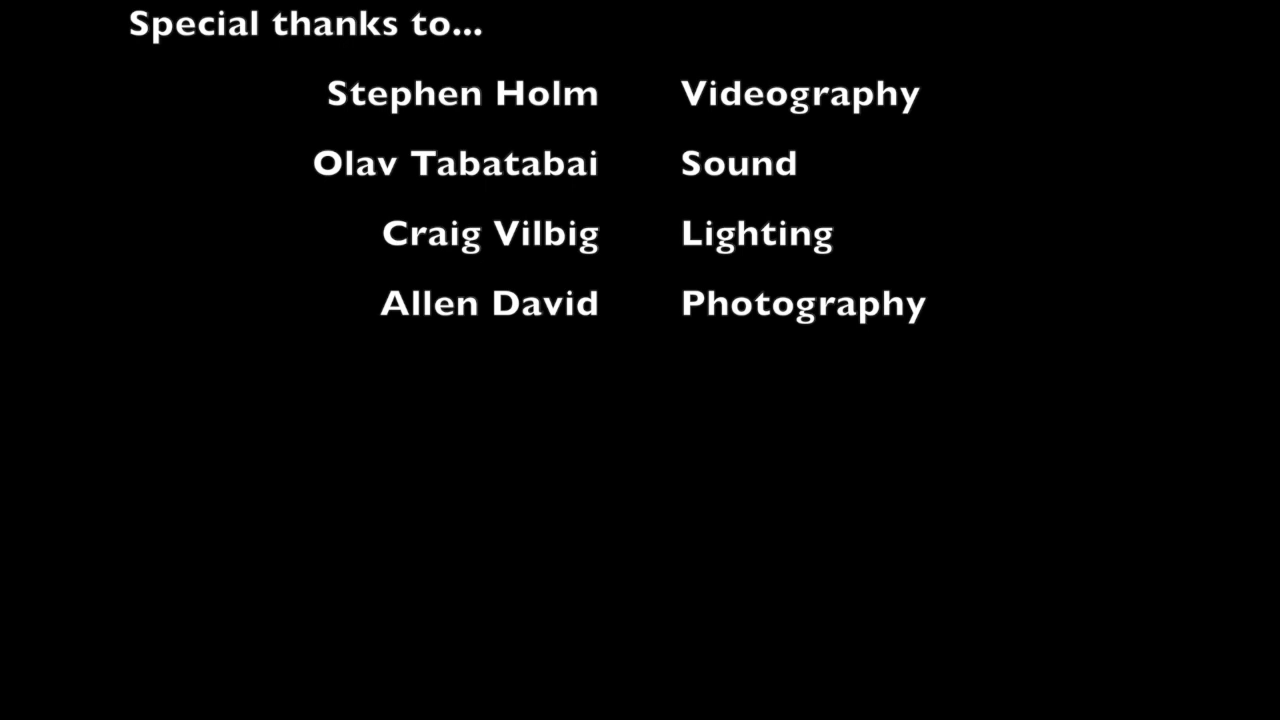 Special thanks to...
Stephen Holm Videography
Olav Tabatabai Sound
Craig Vilbig Lighting
Allen David Photography